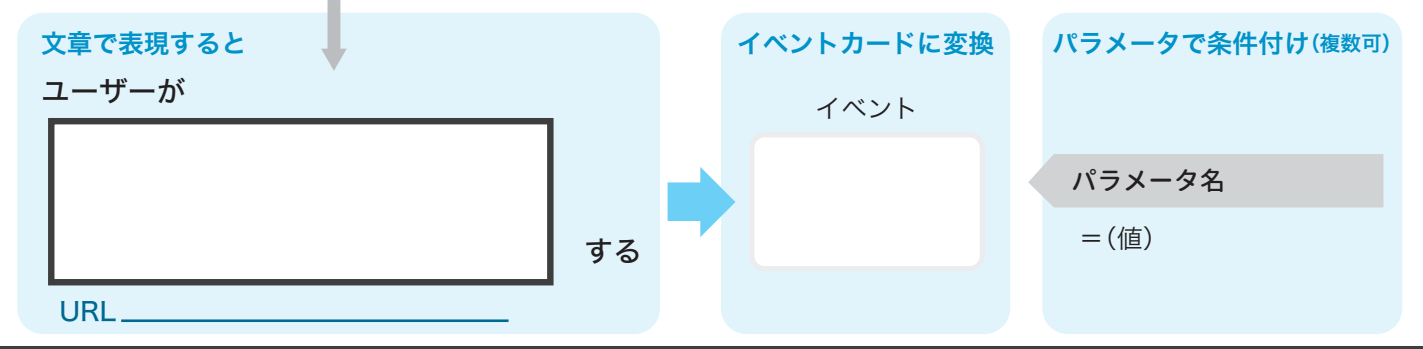 文章で表現すると
ユーザーが
する
URL
イベントカードに変換
イベント
パラメータで条件付け(複数可)
パラメータ名
＝(値)